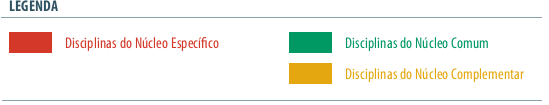 LEGENDA
Disciplinas do Núcleo Específico
Disciplinas do Núcleo Comum
Disciplinas do Núcleo Complementar